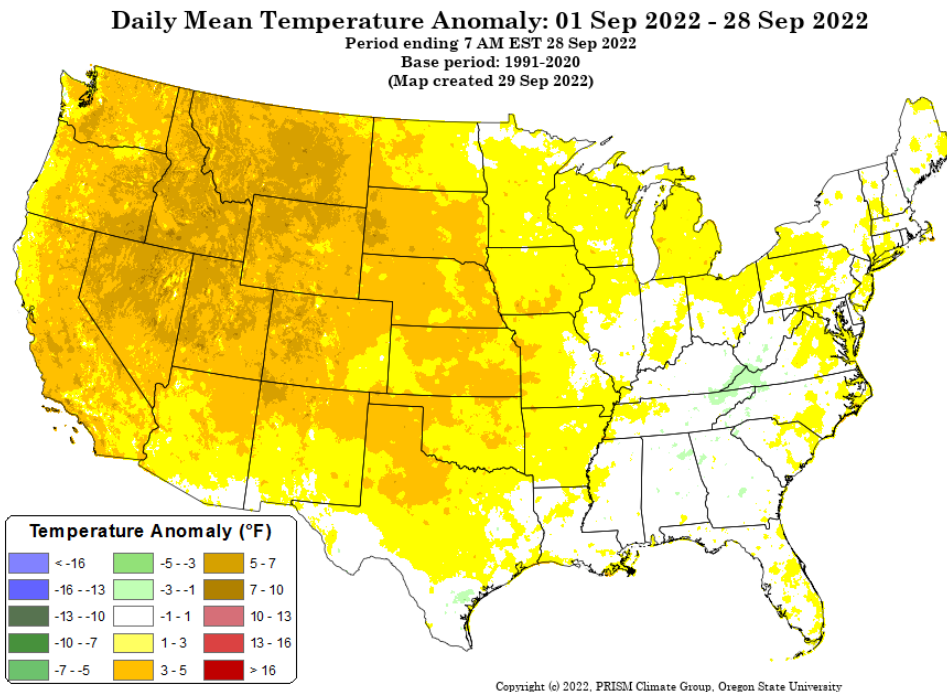 Daily Mean Temperature Anomaly: 01 Sep 2022 - 28 Sep 2022
Period ending 7 AM EST 28 Sep 2022
Base period: 1991-2020
(Map created 29 Sep 2022)
Temperature Anomaly (°F)
< -16
-16 - -13
-13 - -10
-10 - -7
-7 - -5
-5 - -3
-3 - -1
-1 - 1
1 - 3
3 - 5
5 - 7
7 - 10
10 - 13
13 - 16
> 16
Copyright (c) 2022, PRISM Climate Group, Oregon State University